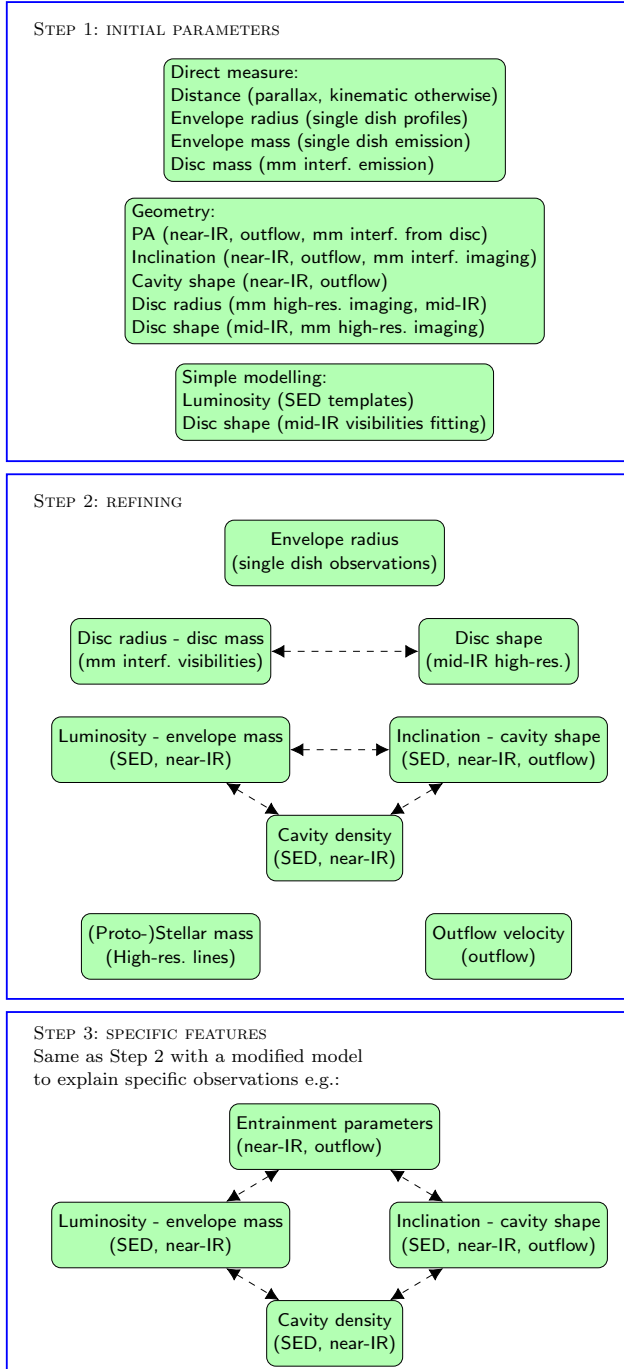 STEP 1: INITIAL PARAMETERS
Direct measure:
Distance (parallax, kinematic otherwise)
Envelope radius (single dish profiles)
Envelope mass (single dish emission)
Disc mass (mm interf. emission)
Geometry:
PA (near-IR, outflow, mm interf. from disc)
Inclination (near-IR, outflow, mm interf. imaging)
Cavity shape (near-IR, outflow)
Disc radius (mm high-res. imaging, mid-IR)
Disc shape (mid-IR, mm high-res. imaging)
Simple modelling:
Luminosity (SED templates)
Disc shape (mid-IR visibilities fitting)
STEP 2: REFINING
Envelope radius
(single dish observations)
Disc radius - disc mass
(mm interf. visibilities)
Disc shape
(mid-IR high-res.)
Luminosity - envelope mass
(SED, near-IR)
Inclination - cavity shape
(SED, near-IR, outflow)
Cavity density
(SED, near-IR)
(Proto-)Stellar mass
(High-res. lines)
Outflow velocity
(outflow)
STEP 3: SPECIFIC FEATURES
Same as Step 2 with a modified model
to explain specific observations e.g.:
Entrainment parameters
(near-IR, outflow)
Luminosity - envelope mass
(SED, near-IR)
Inclination - cavity shape
(SED, near-IR, outflow)
Cavity density
(SED, near-IR)